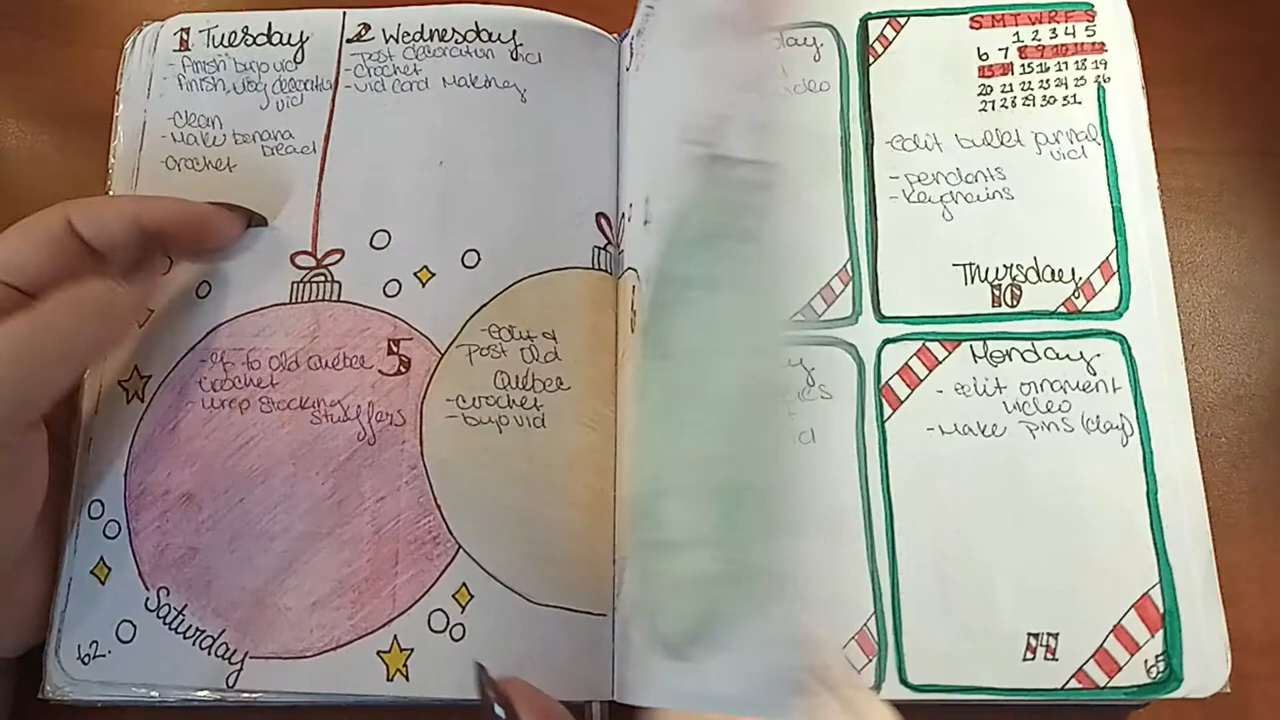 1 Tuesday
- finish bujo vid
- finish vlog decoration
vid
- clean
- Make banana
bread
- crochet
2 Wednesday
- Post decoration vid
- crochet
- vid card Making
5
to Old Québec
crochet
- wrep stocking
stuffers
Saturday
62.
- edit &
post Old
Québec
- crochet
- bujo vid
S M T W R F S
1 2 3 4 5
6 7 8 9 10 11 12
13 14 15 16 17 18 19
20 21 22 23 24 25 26
27 28 29 30 31
- edit bullet journal
vid
- pendants
- keychains
Thursday
10
Monday
- edit ornament
video
- Make pins (clay)
14
65